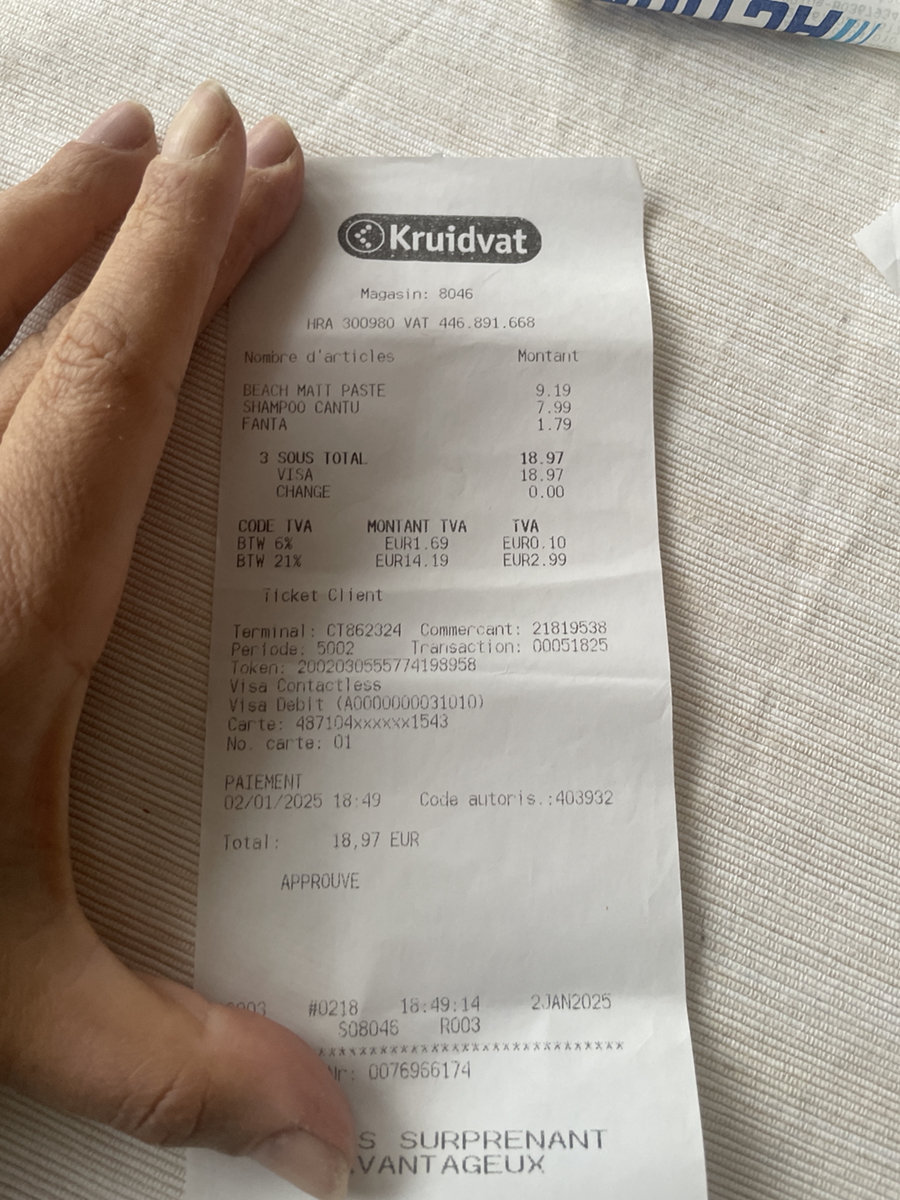 Kruidvat
Magasin: 8046
HRA 300980 VAT 446.891.668
Nombre d'articles Montant
BEACH MATT PASTE 9.19
SHAMPOO CANTU 7.99
FANTA 1.79
3 SOUS TOTAL 18.97
VISA 18.97
CHANGE 0.00
CODE TVA MONTANT TVA TVA
BTW 6% EUR1.69 EUR0.10
BTW 21% EUR14.19 EUR2.99
Ticket Client
Terminal: CT862324 Commercant: 21819538
Periode: 5002 Transaction: 00051825
Token: 2002030555774198958
Visa Contactless
Visa Debit (A0000000031010)
Carte: 487104xxxxxx1543
No. carte: 01
PAIEMENT
02/01/2025 18:49 Code autoris.:403932
Total: 18,97 EUR
APPROUVE
#0218 18:49:14 2JAN2025
S08046 R003
Nr: 0076966174
S SURPRENANT
VANTAGEUX